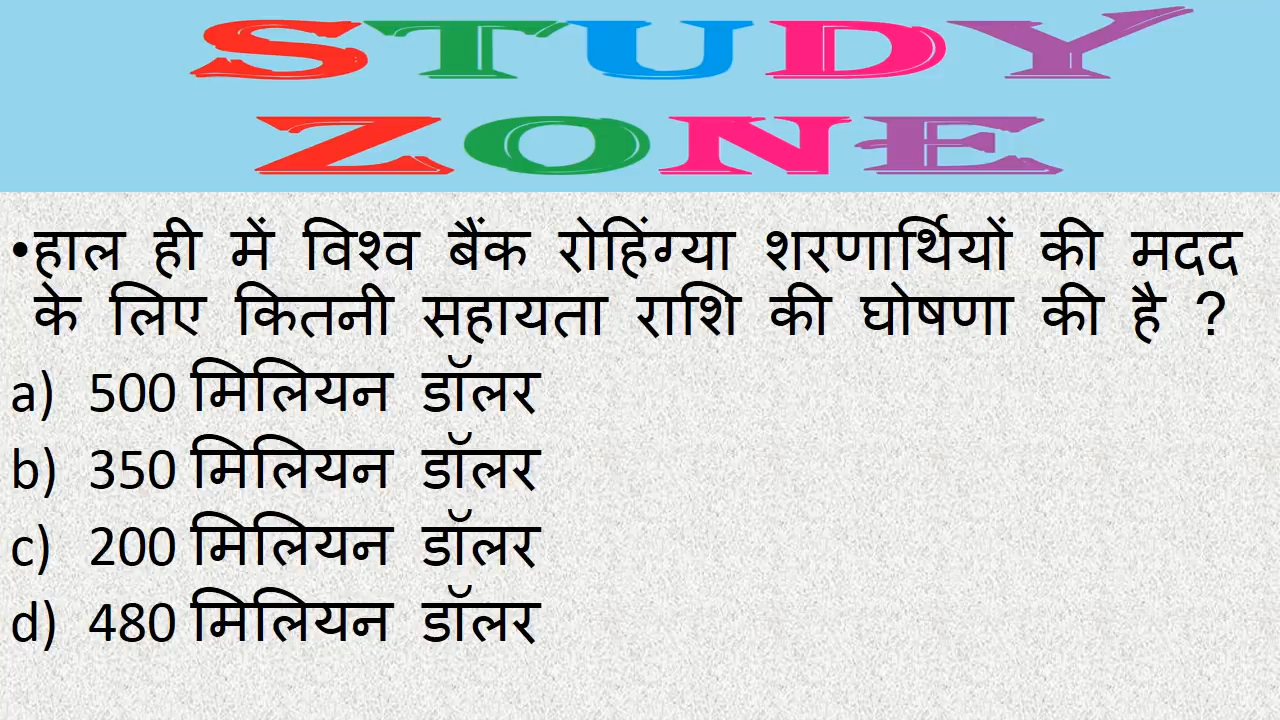 STUDY
ZONE
•हाल ही में विश्व बैंक रोहिंग्या शरणार्थियों की मदद
के लिए कितनी सहायता राशि की घोषणा की है ?
a) 500 मिलियन डॉलर
b) 350 मिलियन डॉलर
c) 200 मिलियन डॉलर
d) 480 मिलियन डॉलर